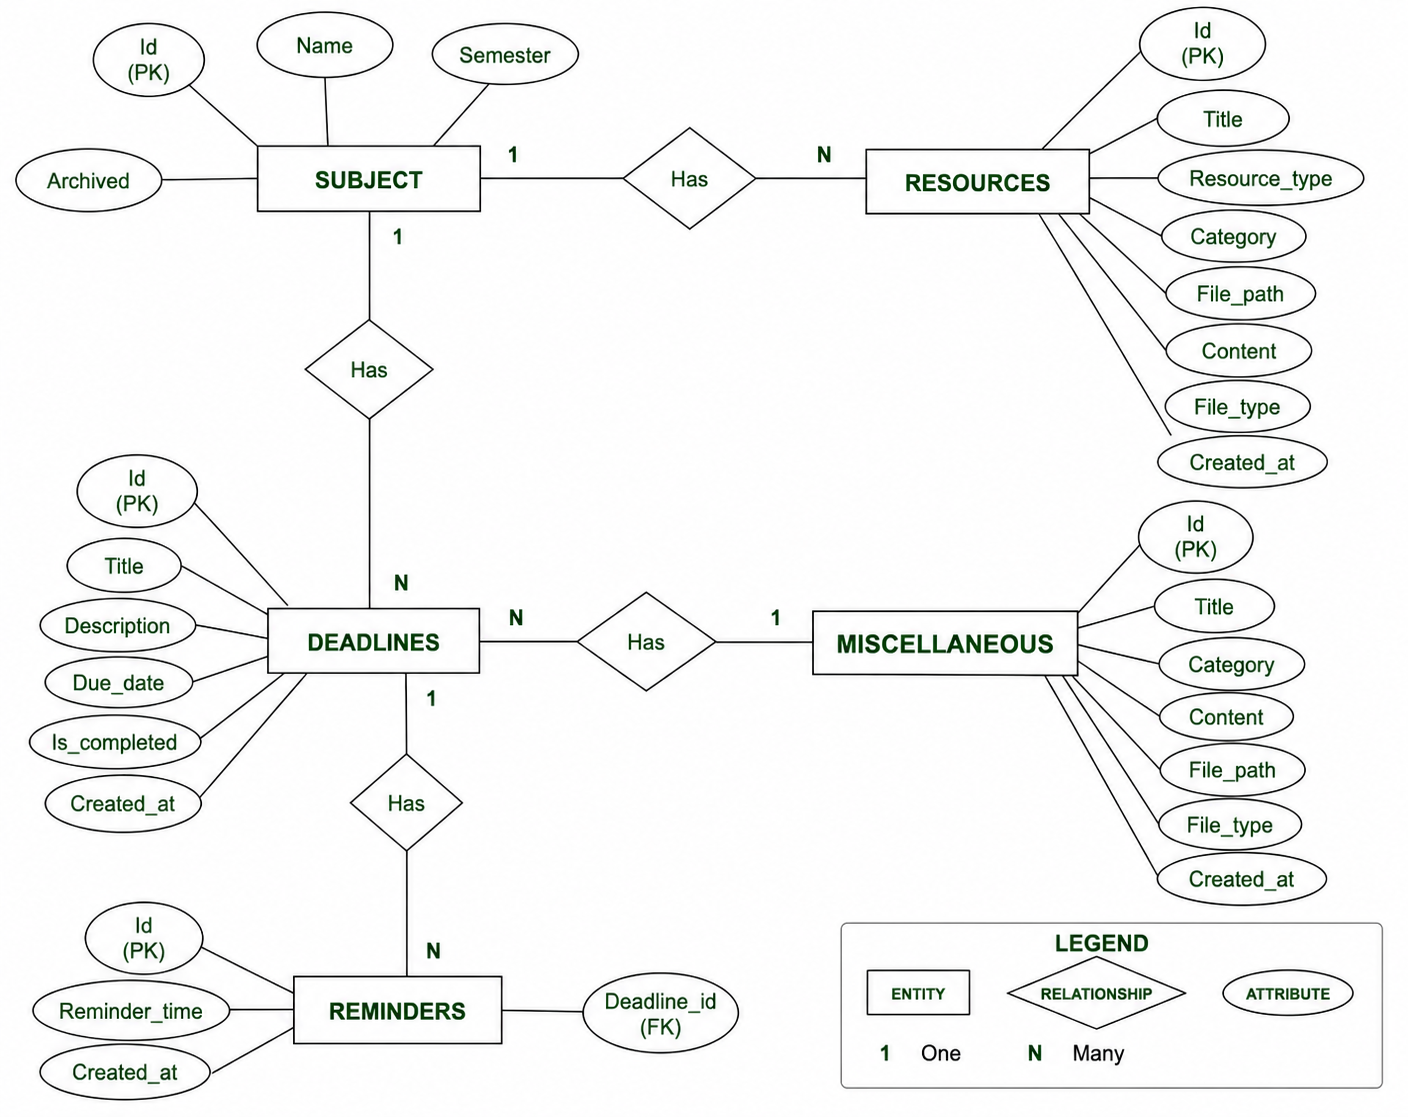 Id
(PK)
Name
Semester
Archived
SUBJECT
1
Has
N
RESOURCES
Id
(PK)
Title
Resource_type
Category
File_path
Content
File_type
Created_at
1
Has
N
Id
(PK)
Title
Description
Due_date
Is_completed
Created_at
DEADLINES
N
Has
1
MISCELLANEOUS
Id
(PK)
Title
Category
Content
File_path
File_type
Created_at
1
Has
N
Id
(PK)
Reminder_time
Created_at
REMINDERS
Deadline_id
(FK)
LEGEND
ENTITY
RELATIONSHIP
ATTRIBUTE
1 One
N Many